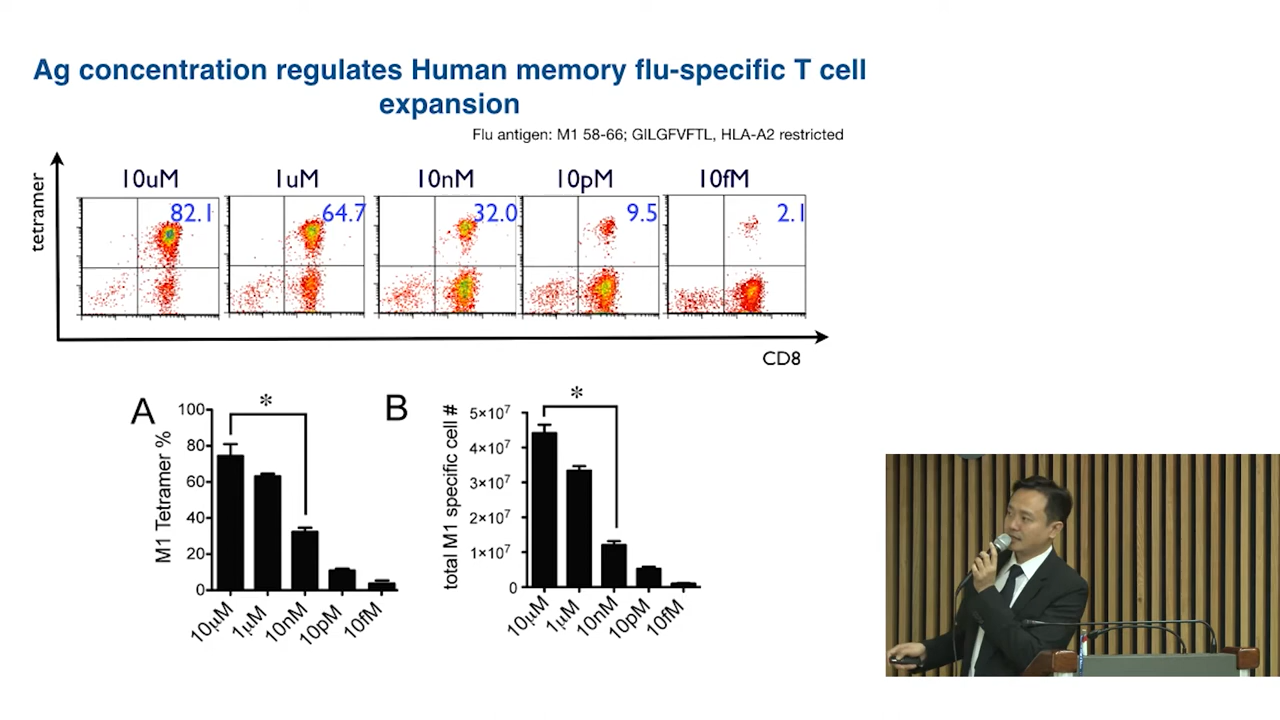 Ag concentration regulates Human memory flu-specific T cell
expansion
Flu antigen: M1 58-66; GILGFVFTL, HLA-A2 restricted
10uM 1uM 10nM 10pM 10fM
82.1 64.7 32.0 9.5 2.1
tetramer
CD8
A
*
M1 Tetramer %
100
80
60
40
20
0
10μM 1μM 10nM 10pM 10fM
B
*
total M1 specific cell #
5×10⁷
4×10⁷
3×10⁷
2×10⁷
1×10⁷
0
10μM 1μM 10nM 10pM 10fM